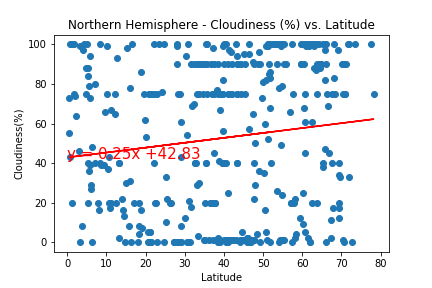 Northern Hemisphere - Cloudiness (%) vs. Latitude
100
80
60
40
20
0
Cloudiness(%)
y = 0.25x +42.83
0 10 20 30 40 50 60 70 80
Latitude